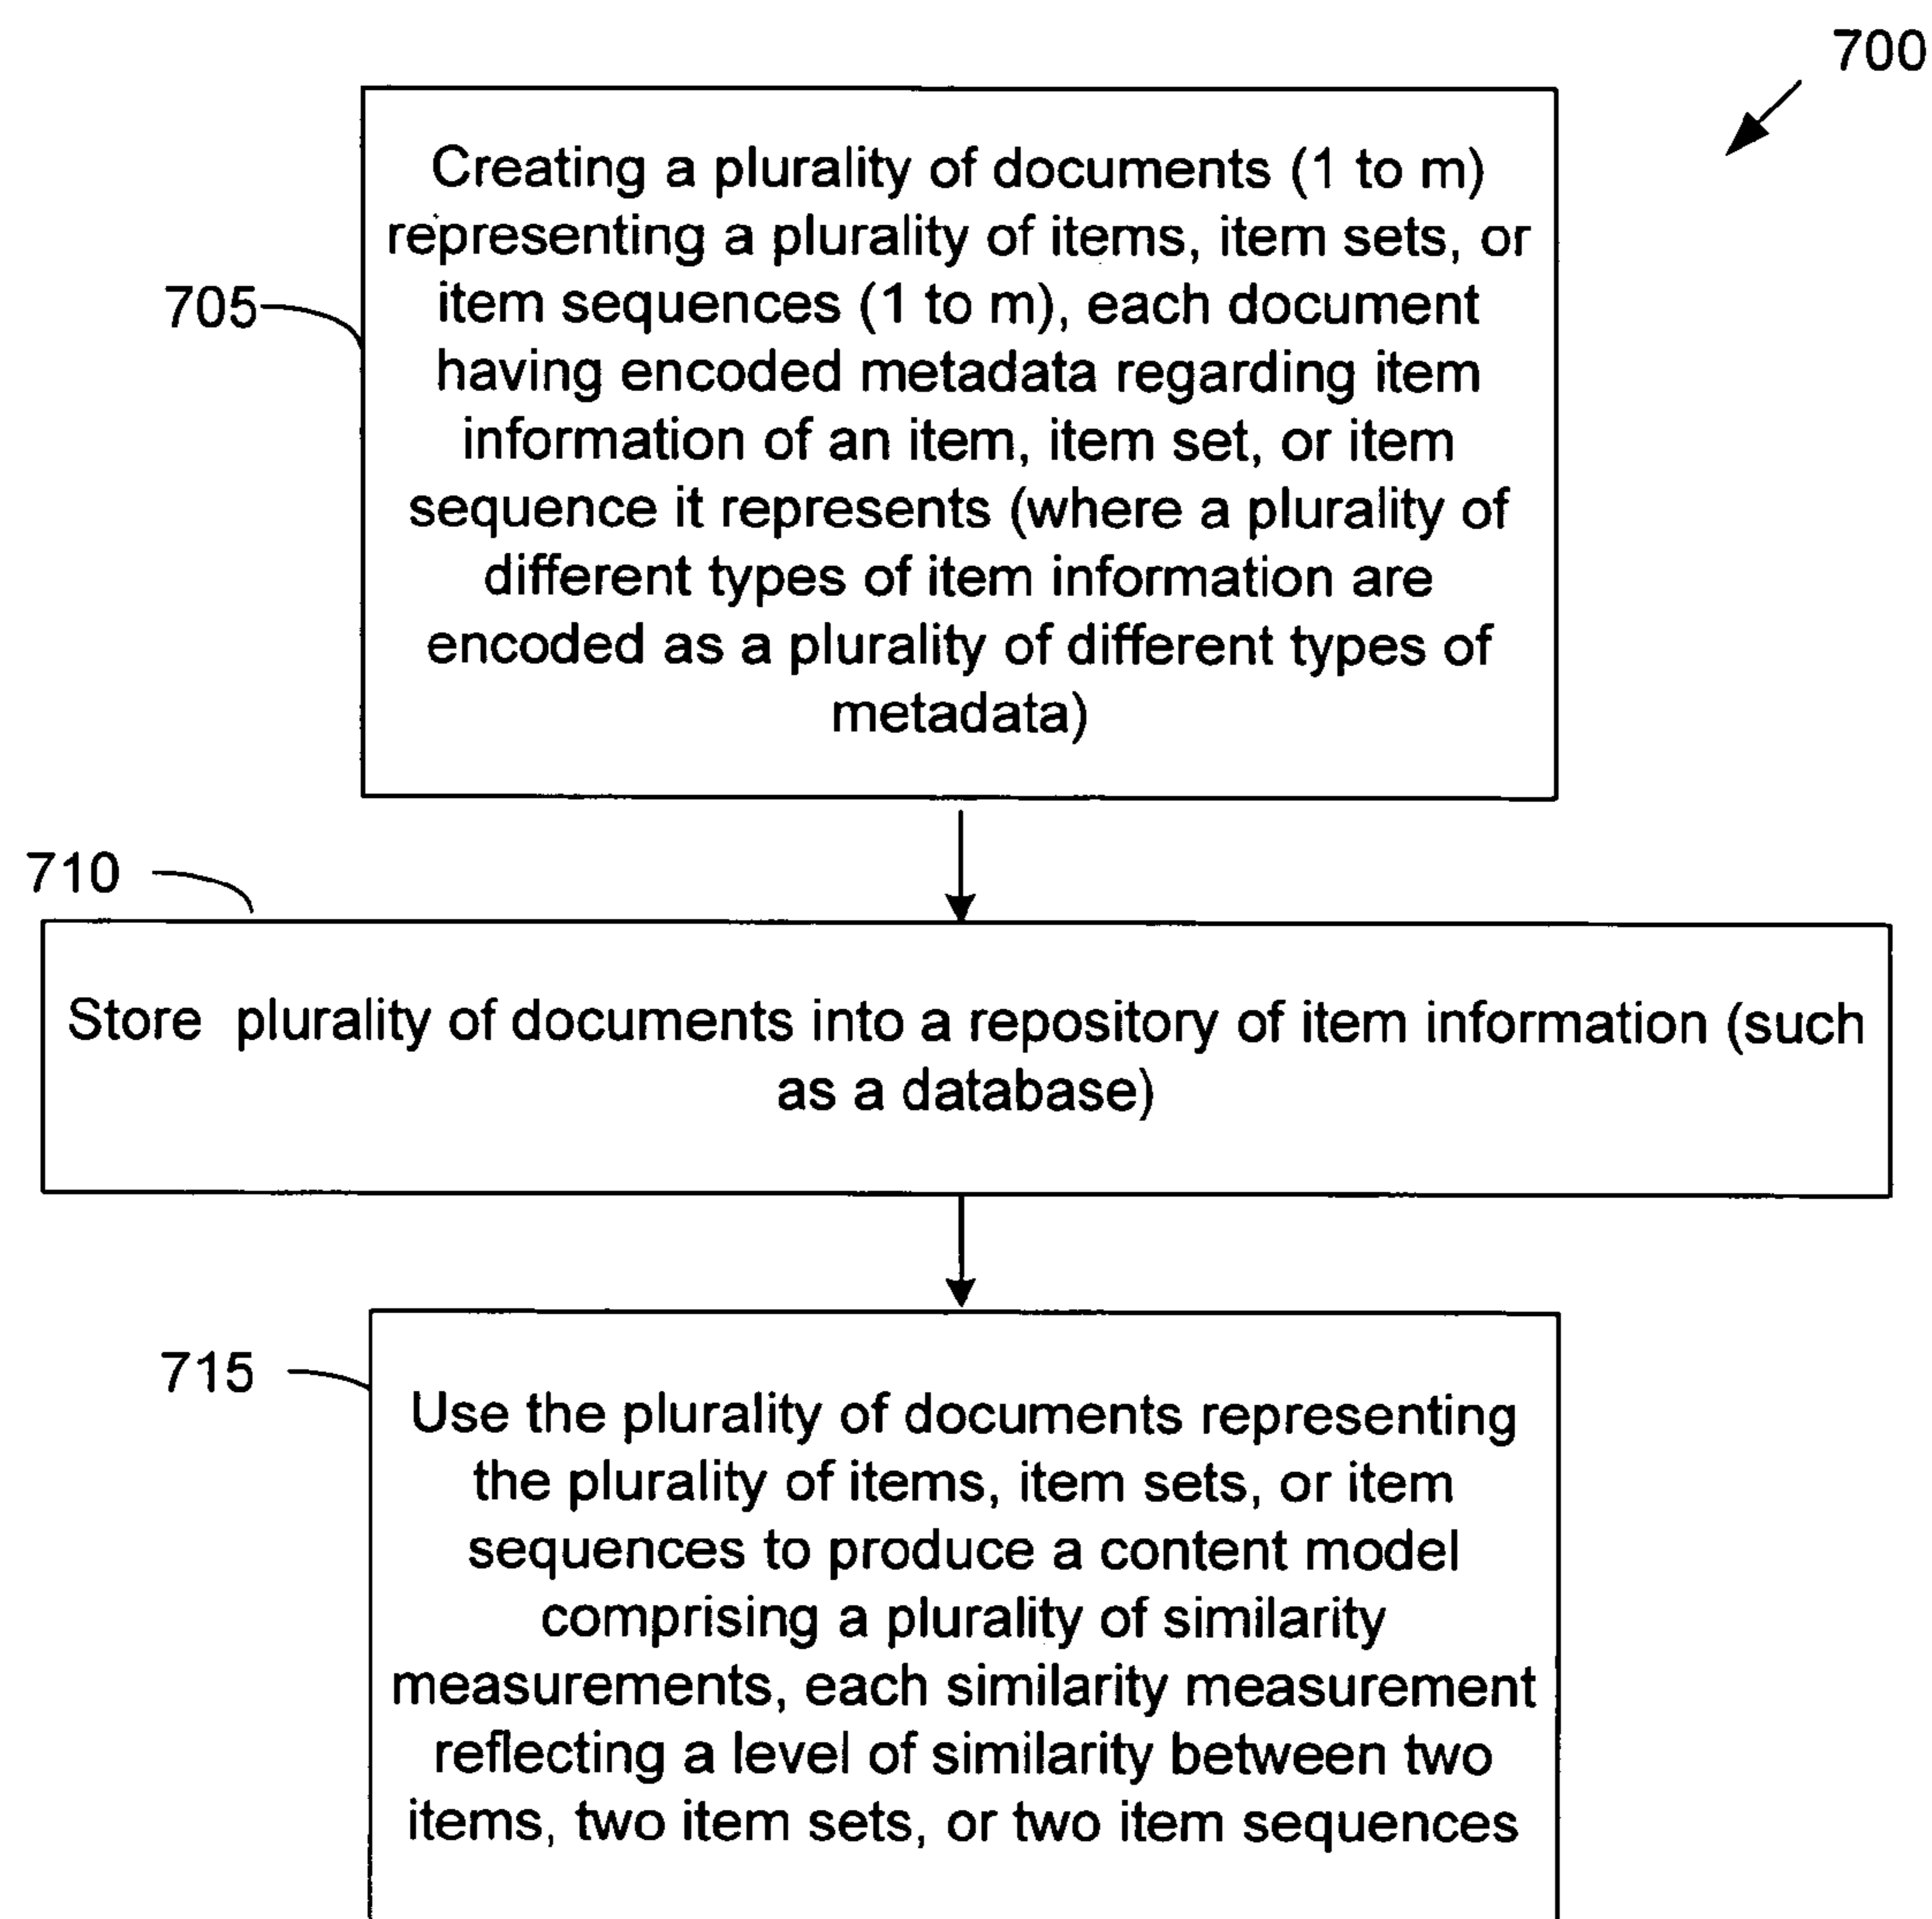 700
Creating a plurality of documents (1 to m)
representing a plurality of items, item sets, or
item sequences (1 to m), each document
having encoded metadata regarding item
information of an item, item set, or item
sequence it represents (where a plurality of
different types of item information are
encoded as a plurality of different types of
metadata)
705
710
Store plurality of documents into a repository of item information (such
as a database)
715
Use the plurality of documents representing
the plurality of items, item sets, or item
sequences to produce a content model
comprising a plurality of similarity
measurements, each similarity measurement
reflecting a level of similarity between two
items, two item sets, or two item sequences